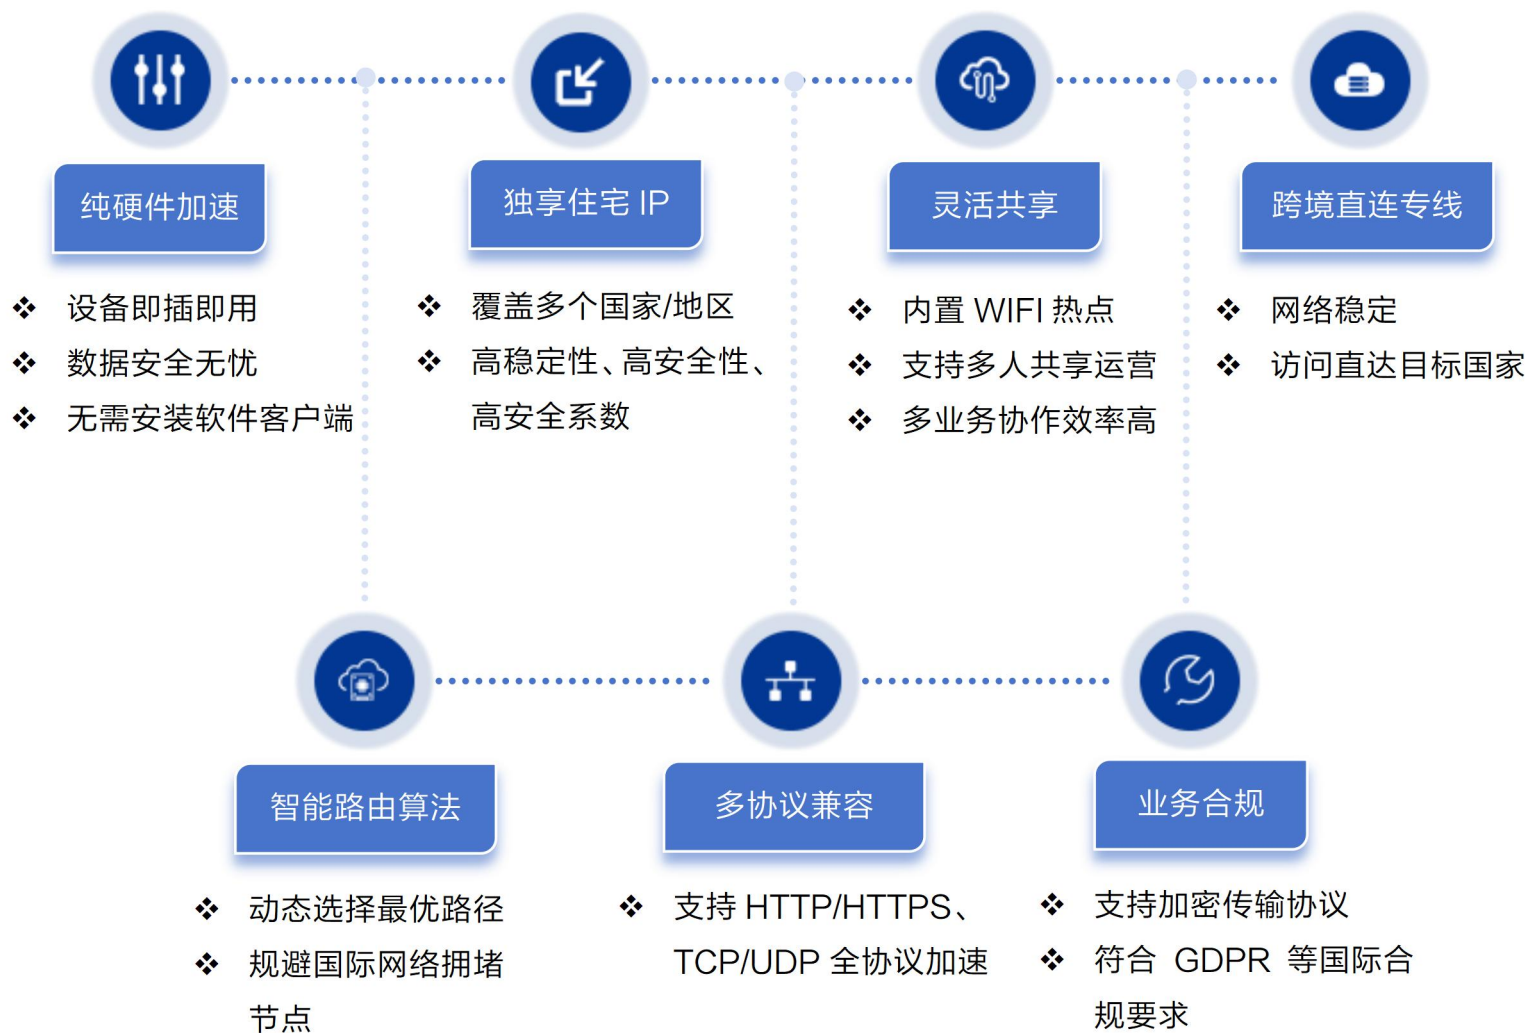 纯硬件加速
❖ 设备即插即用
❖ 数据安全无忧
❖ 无需安装软件客户端
独享住宅 IP
❖ 覆盖多个国家/地区
❖ 高稳定性、高安全性、
高安全系数
灵活共享
❖ 内置 WIFI 热点
❖ 支持多人共享运营
❖ 多业务协作效率高
跨境直连专线
❖ 网络稳定
❖ 访问直达目标国家
智能路由算法
❖ 动态选择最优路径
❖ 规避国际网络拥堵
节点
多协议兼容
❖ 支持 HTTP/HTTPS、
TCP/UDP 全协议加速
业务合规
❖ 支持加密传输协议
❖ 符合 GDPR 等国际合
规要求